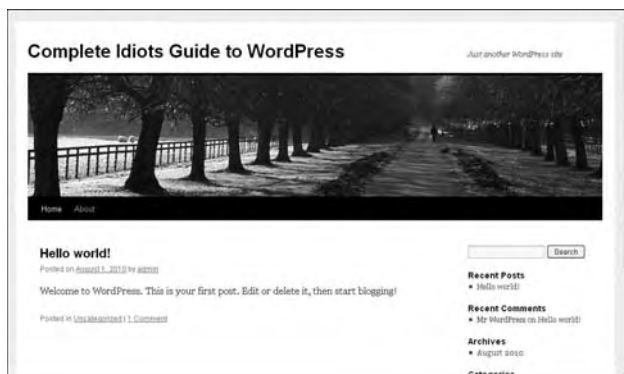 Complete Idiots Guide to WordPress
Just another WordPress site
Home About
Hello world!
Posted on August 1, 2010 by admin
Welcome to WordPress. This is your first post. Edit or delete it, then start blogging!
Posted in Uncategorized | 1 Comment
Search
Recent Posts
Hello world!
Recent Comments
Mr WordPress on Hello world!
Archives
August 2010
Categories